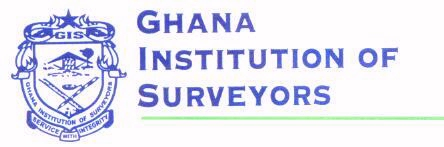 GIS
GHANA INSTITUTION OF SURVEYORS
SERVICE WITH INTEGRITY
GHANA
INSTITUTION OF
SURVEYORS